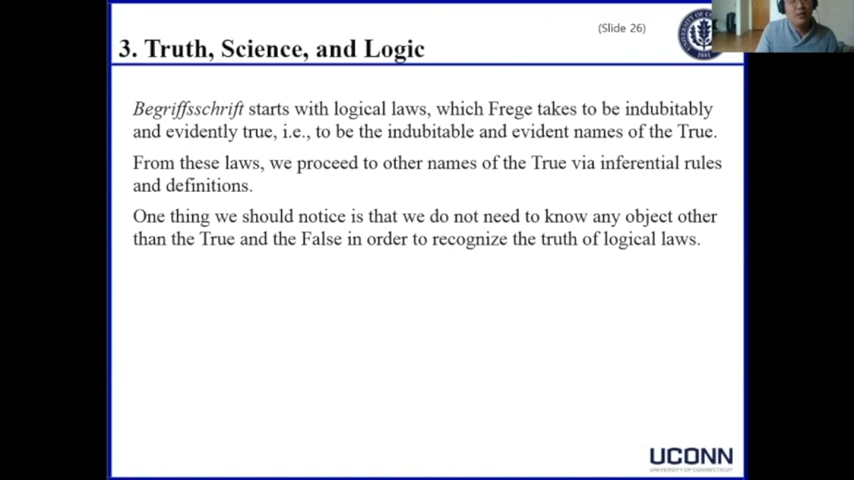 (Slide 26)
3. Truth, Science, and Logic
Begriffsschrift starts with logical laws, which Frege takes to be indubitably
and evidently true, i.e., to be the indubitable and evident names of the True.
From these laws, we proceed to other names of the True via inferential rules
and definitions.
One thing we should notice is that we do not need to know any object other
than the True and the False in order to recognize the truth of logical laws.
UCONN
UNIVERSITY OF CONNECTICUT